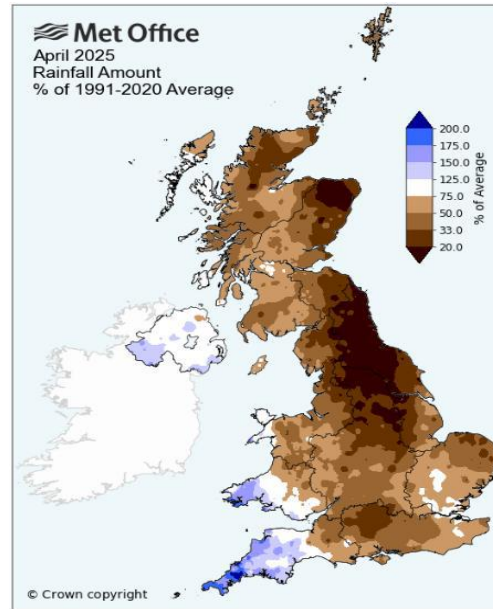 Met Office
April 2025
Rainfall Amount
% of 1991-2020 Average
200.0
175.0
150.0
125.0
75.0
50.0
33.0
20.0
% of Average
© Crown copyright